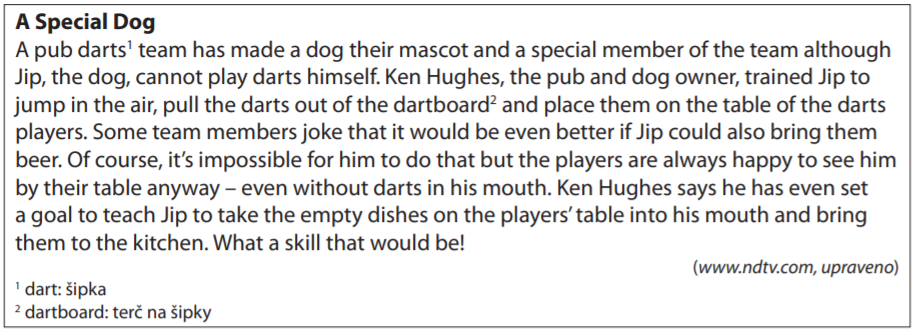 A Special Dog
A pub darts¹ team has made a dog their mascot and a special member of the team although
Jip, the dog, cannot play darts himself. Ken Hughes, the pub and dog owner, trained Jip to
jump in the air, pull the darts out of the dartboard² and place them on the table of the darts
players. Some team members joke that it would be even better if Jip could also bring them
beer. Of course, it’s impossible for him to do that but the players are always happy to see him
by their table anyway – even without darts in his mouth. Ken Hughes says he has even set
a goal to teach Jip to take the empty dishes on the players’ table into his mouth and bring
them to the kitchen. What a skill that would be!
(www.ndtv.com, upraveno)
¹ dart: šipka
² dartboard: terč na šipky